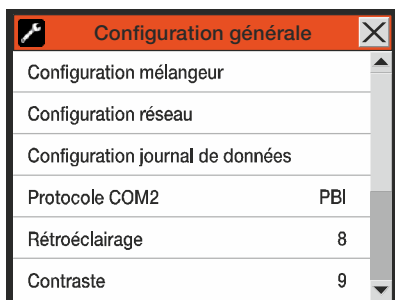 Configuration générale
Configuration mélangeur
Configuration réseau
Configuration journal de données
Protocole COM2 PBI
Rétroéclairage 8
Contraste 9